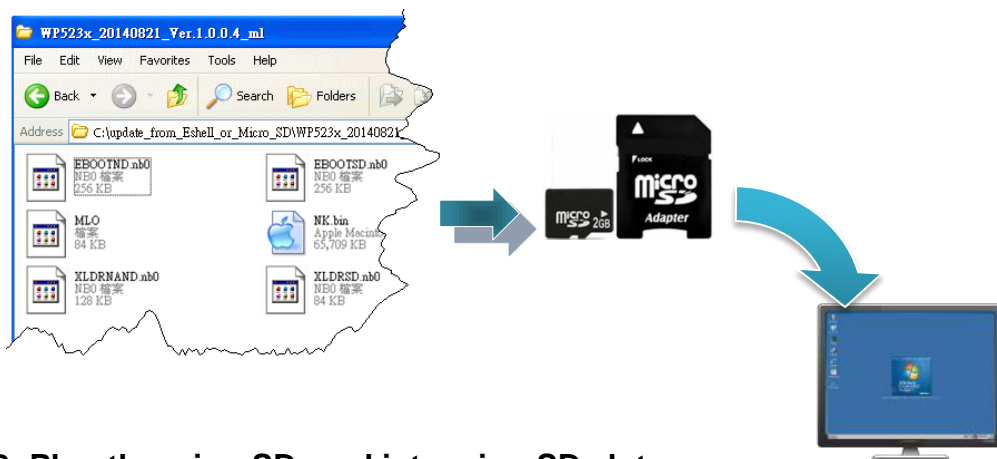 WP523x_20140821_Ver.1.0.0.4_ml
File Edit View Favorites Tools Help
Back Search Folders
Address C:\update_from_Eshell_or_Micro_SD\WP523x_20140821
EBOOTND.nb0
NB0 檔案
256 KB
EBOOTSD.nb0
NB0 檔案
256 KB
MLO
檔案
84 KB
NK.bin
Apple Macint
65,709 KB
XLDRNAND.nb0
NB0 檔案
128 KB
XLDRSD.nb0
NB0 檔案
84 KB
micro
SD 2GB
LOCK
micro
SD
Adapter